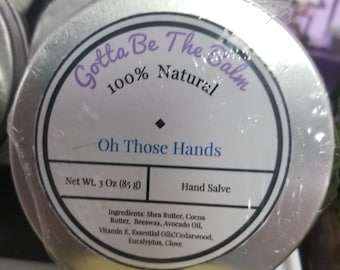 GottaBe The Balm
100% Natural
Oh Those Hands
Net Wt. 3 Oz (85 g)
Hand Salve
Ingredients: Shea Butter, Cocoa
Butter, Beeswax, Avocado Oil,
Vitamin E, Essential Oils:Cedarwood,
Eucalyptus, Clove